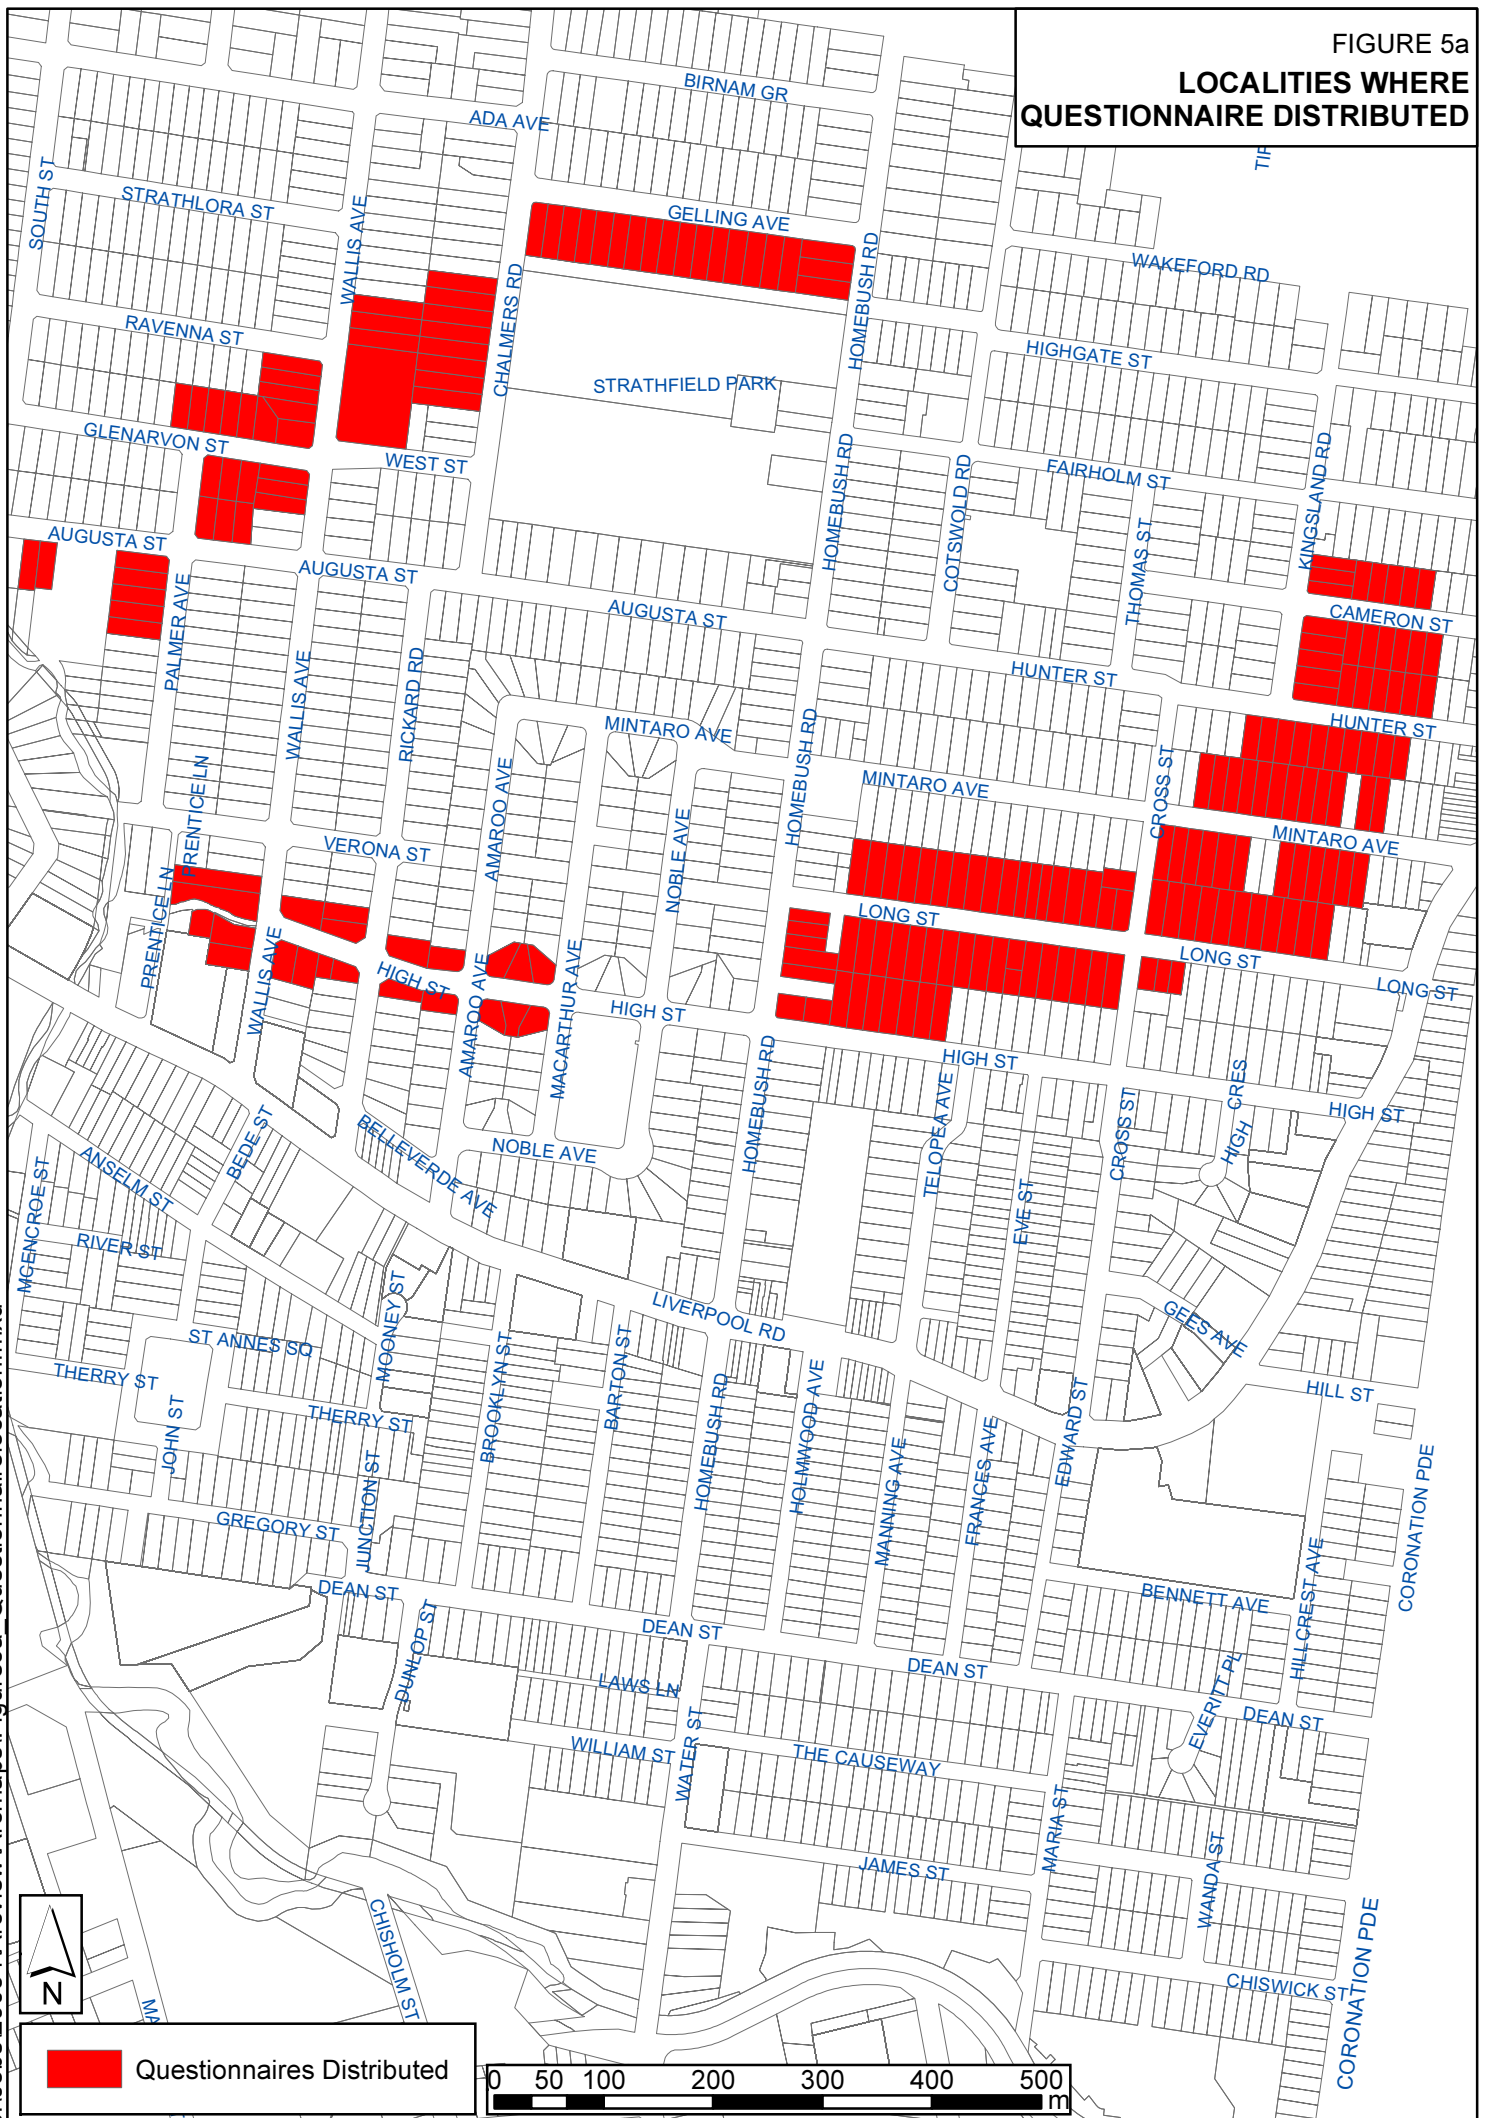 FIGURE 5a
LOCALITIES WHERE
QUESTIONNAIRE DISTRIBUTED
BIRNAM GR
ADA AVE
SOUTH ST
STRATHLORA ST
WALLIS AVE
GELLING AVE
HOMEBUSH RD
WAKEFORD RD
CHALMERS RD
RAVENNA ST
HOMEBUSH RD
HIGHGATE ST
STRATHFIELD PARK
GLENARVON ST
WEST ST
HOMEBUSH RD
COTSWOLD RD
FAIRHOLM ST
KINGSLAND RD
THOMAS ST
AUGUSTA ST
AUGUSTA ST
AUGUSTA ST
CAMERON ST
PALMER AVE
WALLIS AVE
RICKARD RD
HUNTER ST
HUNTER ST
MINTARO AVE
HOMEBUSH RD
MINTARO AVE
CROSS ST
MINTARO AVE
PRENTICE LN
AMAROO AVE
NOBLE AVE
VERONA ST
PRENTICE LN
LONG ST
LONG ST
LONG ST
WALLIS AVE
HIGH ST
AMAROO AVE
MACARTHUR AVE
HIGH ST
HOMEBUSH RD
HIGH ST
TELOPEA AVE
CROSS ST
HIGH CRES
HIGH ST
BEDE ST
BELLEVERDE AVE
NOBLE AVE
ANSELM ST
MCENCROE ST
RIVER ST
EVE ST
MOONEY ST
LIVERPOOL RD
GEES AVE
ST ANNES SQ
THERRY ST
THERRY ST
JOHN ST
BROOKLYN ST
BARTON ST
HOMEBUSH RD
HOLMWOOD AVE
MANNING AVE
FRANCES AVE
EDWARD ST
HILL ST
CORONATION PDE
JUNCTION ST
GREGORY ST
DEAN ST
DUNLOP ST
DEAN ST
LAWS LN
BENNETT AVE
HILLCREST AVE
DEAN ST
EVERITT PL
DEAN ST
WILLIAM ST
WATER ST
THE CAUSEWAY
MARIA ST
JAMES ST
WANDA ST
CHISHOLM ST
CHISWICK ST
CORONATION PDE
N
Questionnaires Distributed
0 50 100 200 300 400 500
m